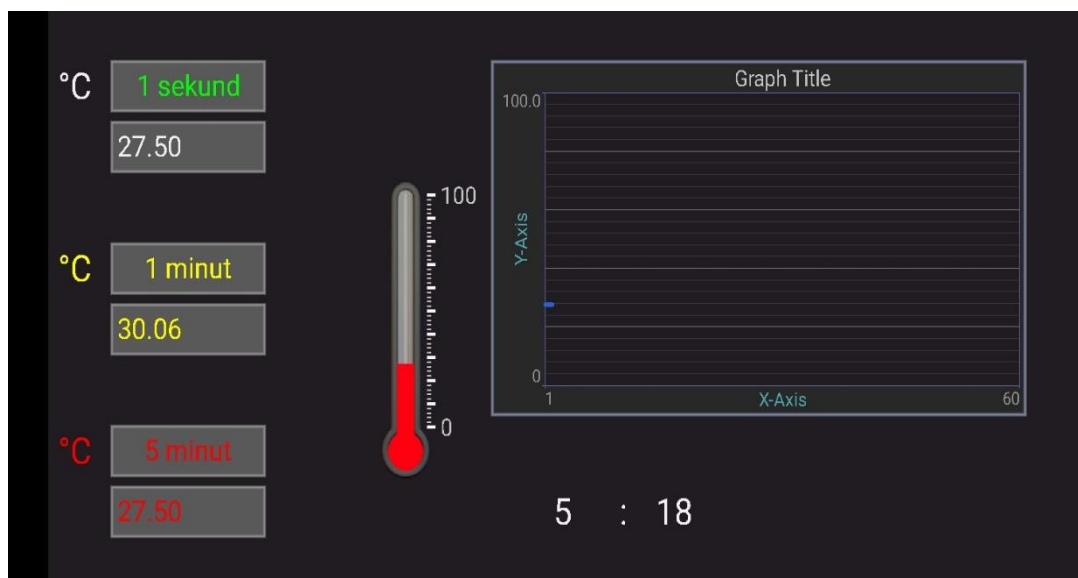 °C 1 sekund
27.50
°C 1 minut
30.06
°C 5 minut
27.50
100
0
Graph Title
100.0
Y-Axis
0
1 X-Axis 60
5 : 18